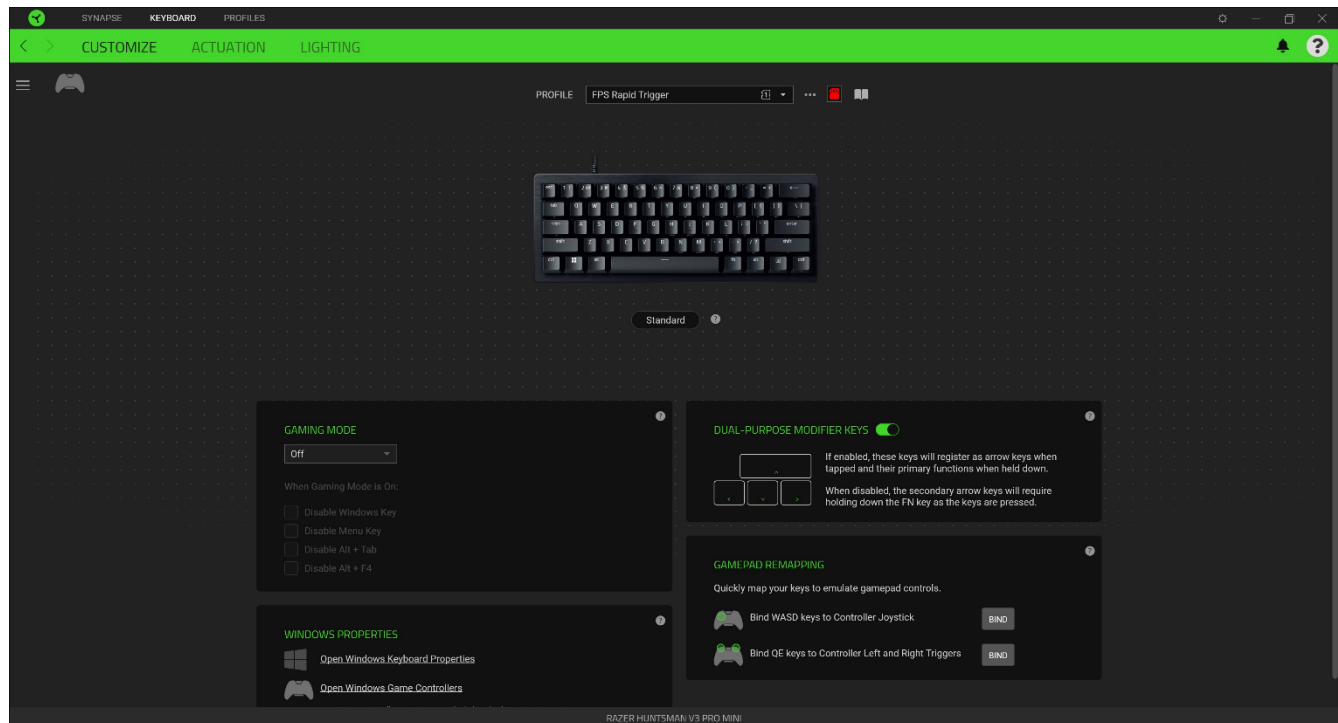 SYNAPSE KEYBOARD PROFILES
CUSTOMIZE ACTUATION LIGHTING
PROFILE FPS Rapid Trigger
Standard
GAMING MODE
Off
When Gaming Mode is On:
Disable Windows Key
Disable Menu Key
Disable Alt + Tab
Disable Alt + F4
WINDOWS PROPERTIES
Open Windows Keyboard Properties
Open Windows Game Controllers
DUAL-PURPOSE MODIFIER KEYS
If enabled, these keys will register as arrow keys when
tapped and their primary functions when held down.
When disabled, the secondary arrow keys will require
holding down the FN key as the keys are pressed.
GAMEPAD REMAPPING
Quickly map your keys to emulate gamepad controls.
Bind WASD keys to Controller Joystick BIND
Bind QE keys to Controller Left and Right Triggers BIND
RAZER HUNTSMAN V3 PRO MINI